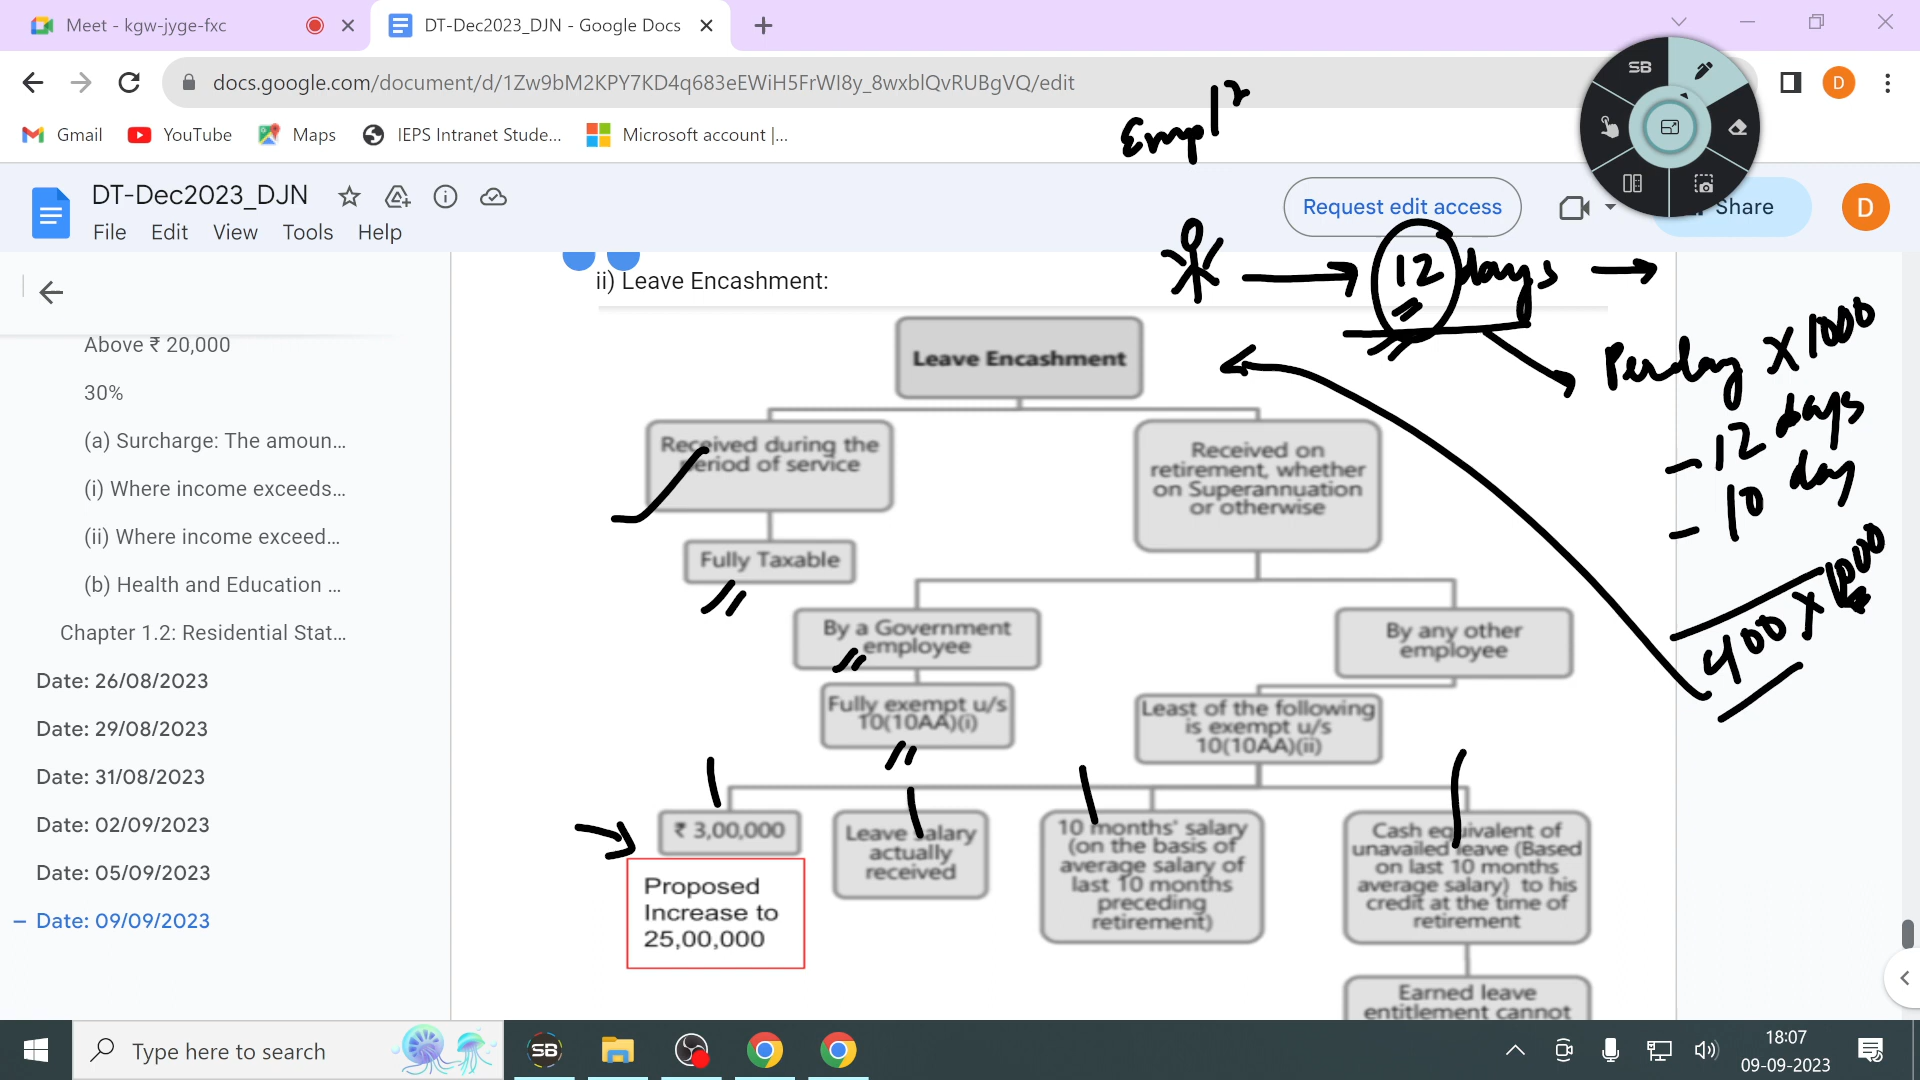 Meet - kgw-jyge-fxc
DT-Dec2023_DJN - Google Docs
docs.google.com/document/d/1Zw9bM2KPY7KD4q683eEWiH5FrWI8y_8wxblQvRUBgVQ/edit
SB
D
Gmail
YouTube
Maps
IEPS Intranet Stude...
Microsoft account |...
DT-Dec2023_DJN
File Edit View Tools Help
Request edit access
Share
D
Above ₹ 20,000
30%
(a) Surcharge: The amoun...
(i) Where income exceeds...
(ii) Where income exceed...
(b) Health and Education ...
Chapter 1.2: Residential Stat...
Date: 26/08/2023
Date: 29/08/2023
Date: 31/08/2023
Date: 02/09/2023
Date: 05/09/2023
Date: 09/09/2023
ii) Leave Encashment:
12 days
Perday X 1000
- 12 days
- 10 day
400 X 1000
Leave Encashment
Received during the
period of service
Received on
retirement, whether
on Superannuation
or otherwise
Fully Taxable
By a Government
employee
By any other
employee
Fully exempt u/s
10(10AA)(i)
Least of the following
is exempt u/s
10(10AA)(ii)
₹ 3,00,000
Proposed
Increase to
25,00,000
Leave salary
actually
received
10 months' salary
(on the basis of
average salary of
last 10 months
preceding
retirement)
Cash equivalent of
unavailed leave (Based
on last 10 months
average salary) to his
credit at the time of
retirement
Earned leave
entitlement cannot
Type here to search
SB
18:07
09-09-2023